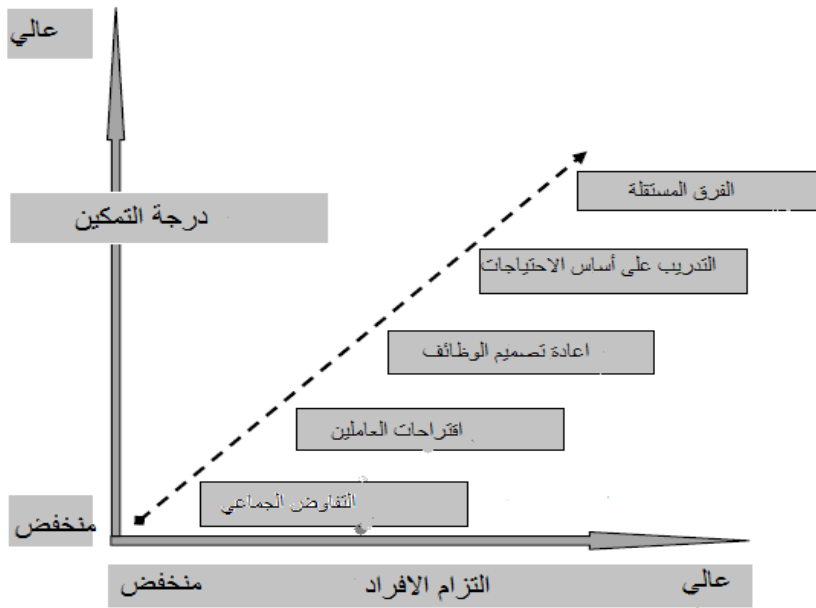 عالي
الفرق المستقلة
درجة التمكين
التدريب على أساس الاحتياجات
اعادة تصميم الوظائف
اقتراحات العاملين
التفاوض الجماعي
منخفض
منخفض التزام الافراد عالي